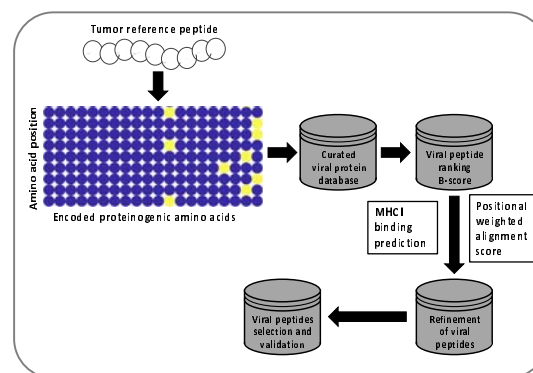 Tumor reference peptide
Amino acid position
Encoded proteinogenic amino acids
Curated
viral protein
database
Viral peptide
ranking
B-score
MHCI
binding
prediction
Positional
weighted
alignment
score
Viral peptides
selection and
validation
Refinement
of viral
peptides